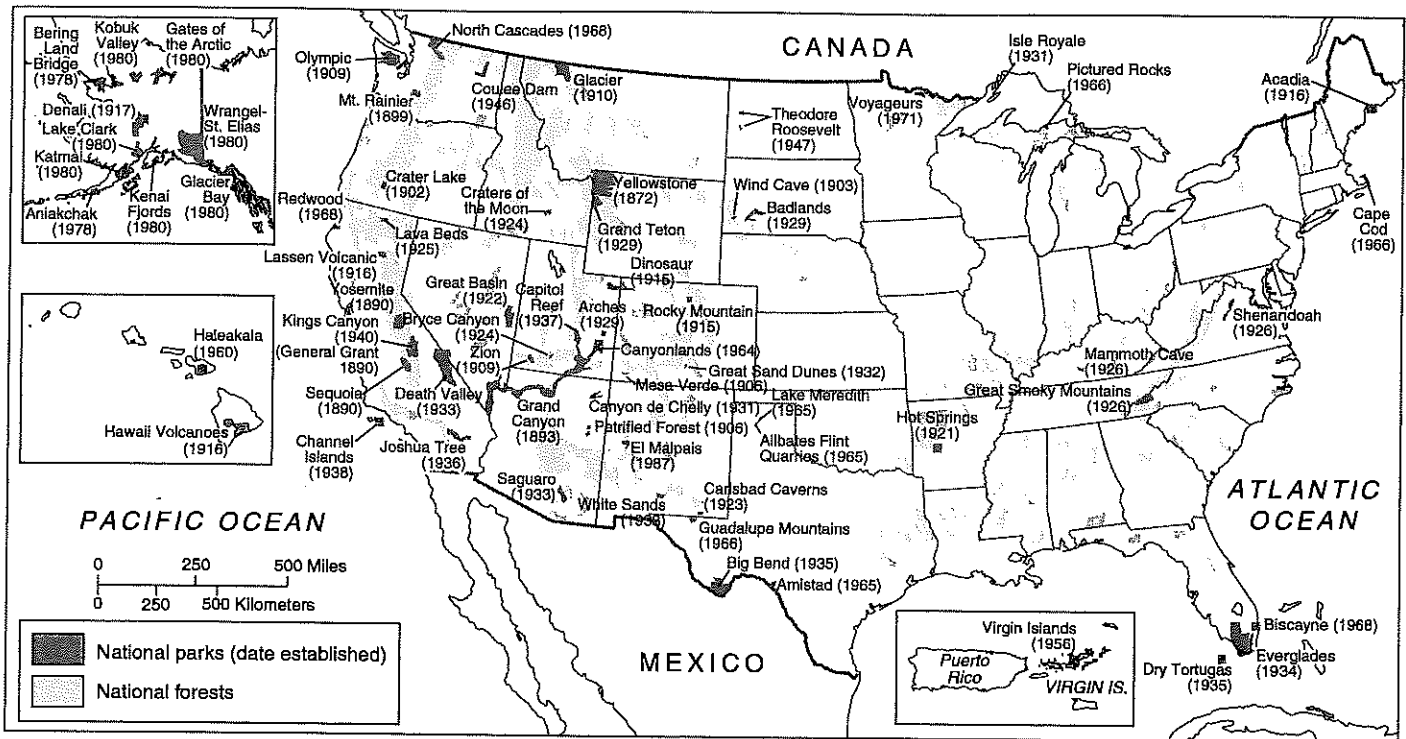 Bering
Land
Bridge
(1978)
Kobuk
Valley
(1980)
Gates of
the Arctic
(1980)
Denali (1917)
Lake Clark
(1980)
Katmai
(1980)
Wrangel-
St. Elias
(1980)
Aniakchak
(1978)
Kenai
Fjords
(1980)
Glacier
Bay
(1980)
North Cascades (1968)
Olympic
(1909)
Mt. Rainier
(1899)
Coulee Dam
(1946)
Glacier
(1910)
CANADA
Theodore
Roosevelt
(1947)
Voyageurs
(1971)
Isle Royale
(1931)
Pictured Rocks
(1966)
Acadia
(1916)
Cape
Cod
(1966)
Crater Lake
(1902)
Craters of
the Moon
(1924)
Yellowstone
(1872)
Grand Teton
(1929)
Wind Cave (1903)
Badlands
(1929)
Redwood
(1968)
Lava Beds
(1925)
Lassen Volcanic
(1916)
Yosemite
(1890)
Kings Canyon
(1940)
(General Grant
1890)
Sequoia
(1890)
Channel
Islands
(1938)
Great Basin
(1922)
Bryce Canyon
(1924)
Capitol
Reef
(1937)
Zion
(1909)
Death Valley
(1933)
Joshua Tree
(1936)
Dinosaur
(1915)
Arches
(1929)
Rocky Mountain
(1915)
Canyonlands (1964)
Great Sand Dunes (1932)
Mesa Verde (1906)
Grand
Canyon
(1893)
Canyon de Chelly (1931)
Petrified Forest (1906)
El Malpais
(1987)
Lake Meredith
(1965)
Alibates Flint
Quarries (1965)
Saguaro
(1933)
White Sands
(1933)
Carlsbad Caverns
(1923)
Guadalupe Mountains
(1966)
Big Bend (1935)
Amistad (1965)
Hot Springs
(1921)
Mammoth Cave
(1926)
Great Smoky Mountains
(1926)
Shenandoah
(1926)
Haleakala
(1960)
Hawaii Volcanoes
(1916)
PACIFIC OCEAN
ATLANTIC
OCEAN
0 250 500 Miles
0 250 500 Kilometers
National parks (date established)
National forests
MEXICO
Virgin Islands
(1956)
Puerto
Rico
VIRGIN IS.
Biscayne (1968)
Everglades
(1934)
Dry Tortugas
(1935)